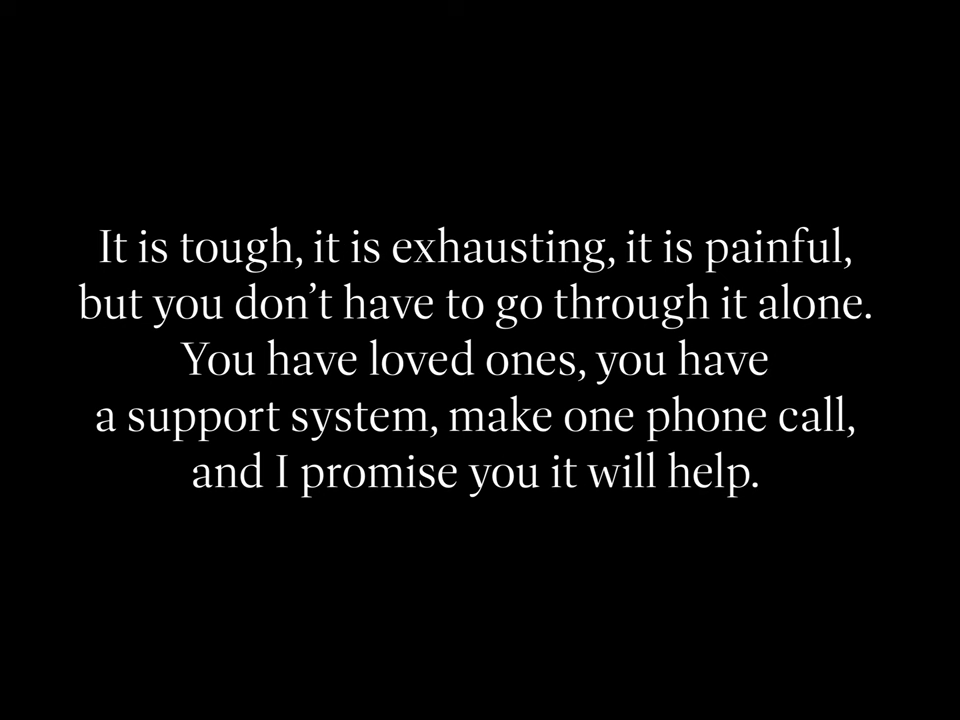 It is tough, it is exhausting, it is painful,
but you don’t have to go through it alone.
You have loved ones, you have
a support system, make one phone call,
and I promise you it will help.